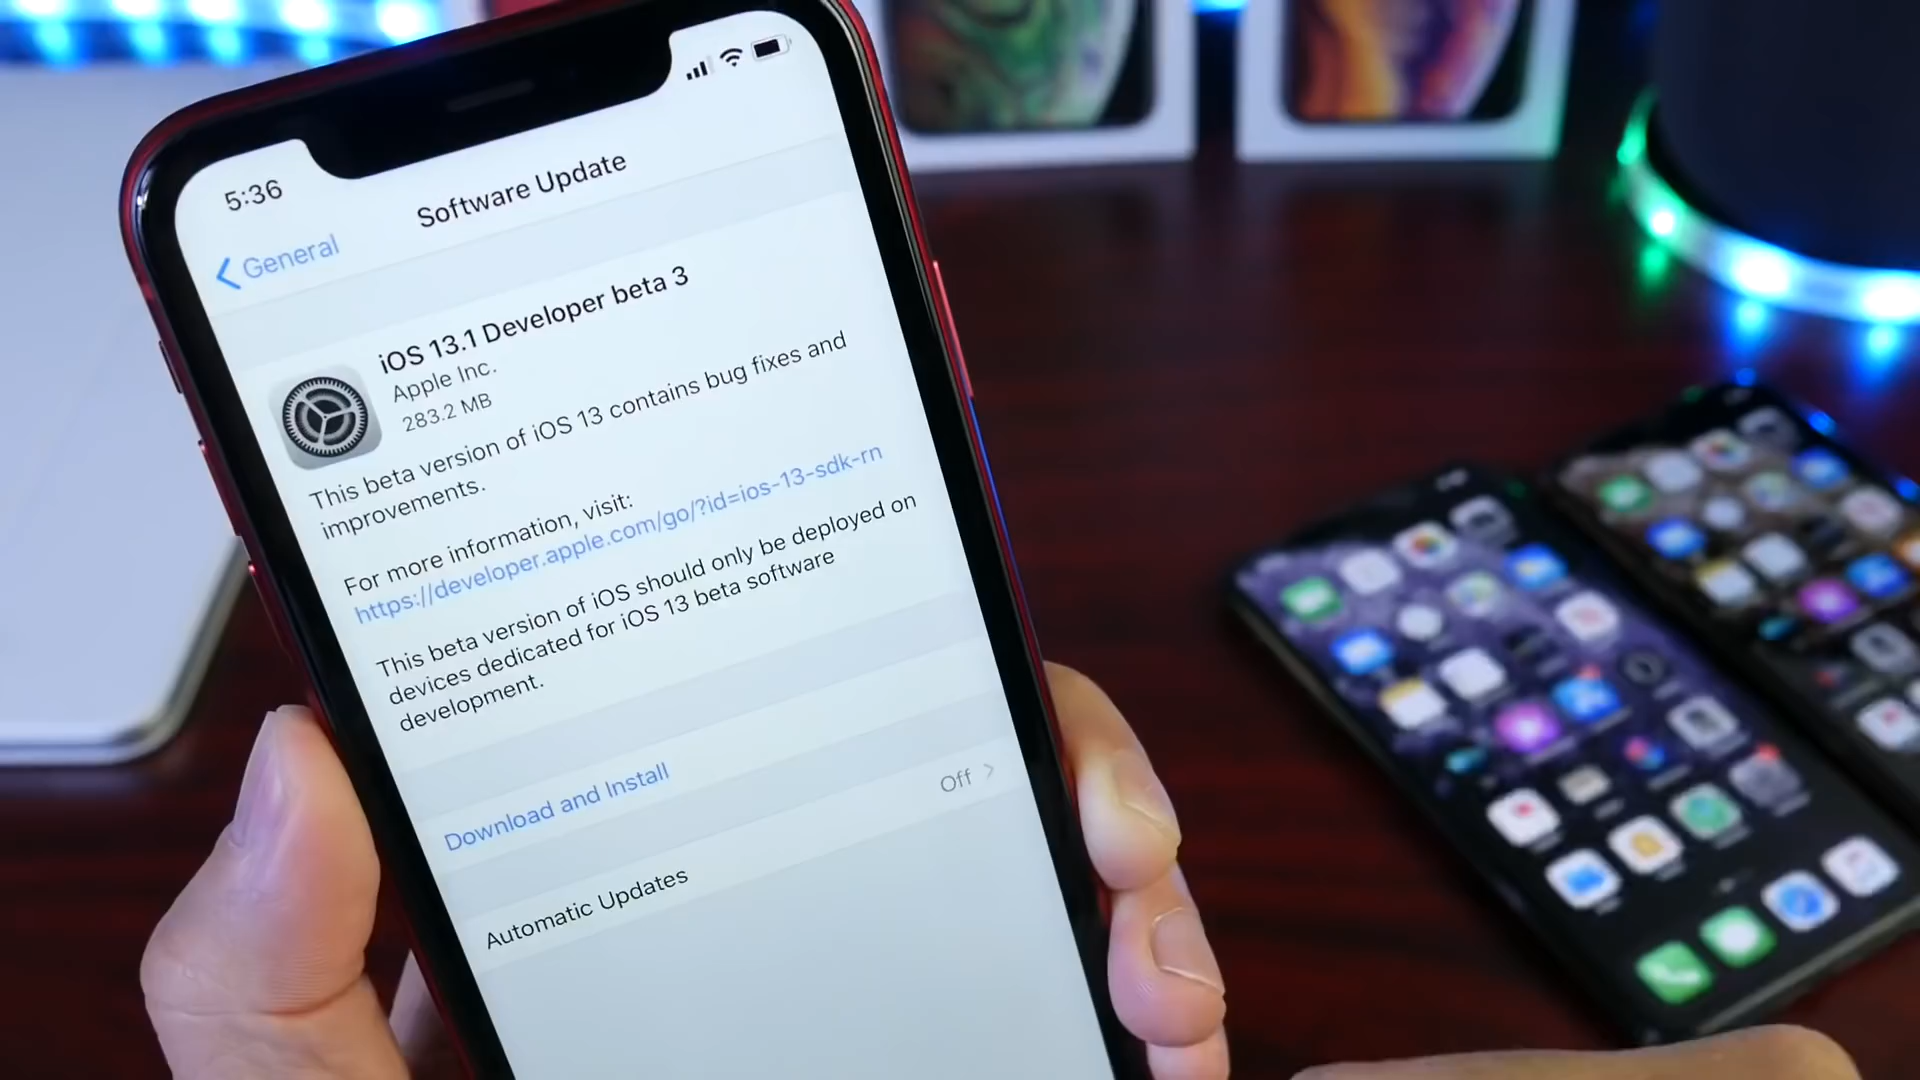 5:36
General
Software Update
iOS 13.1 Developer beta 3
Apple Inc.
283.2 MB
This beta version of iOS 13 contains bug fixes and
improvements.
For more information, visit:
https://developer.apple.com/go/?id=ios-13-sdk-rn
This beta version of iOS should only be deployed on
devices dedicated for iOS 13 beta software
development.
Download and Install
Automatic Updates Off